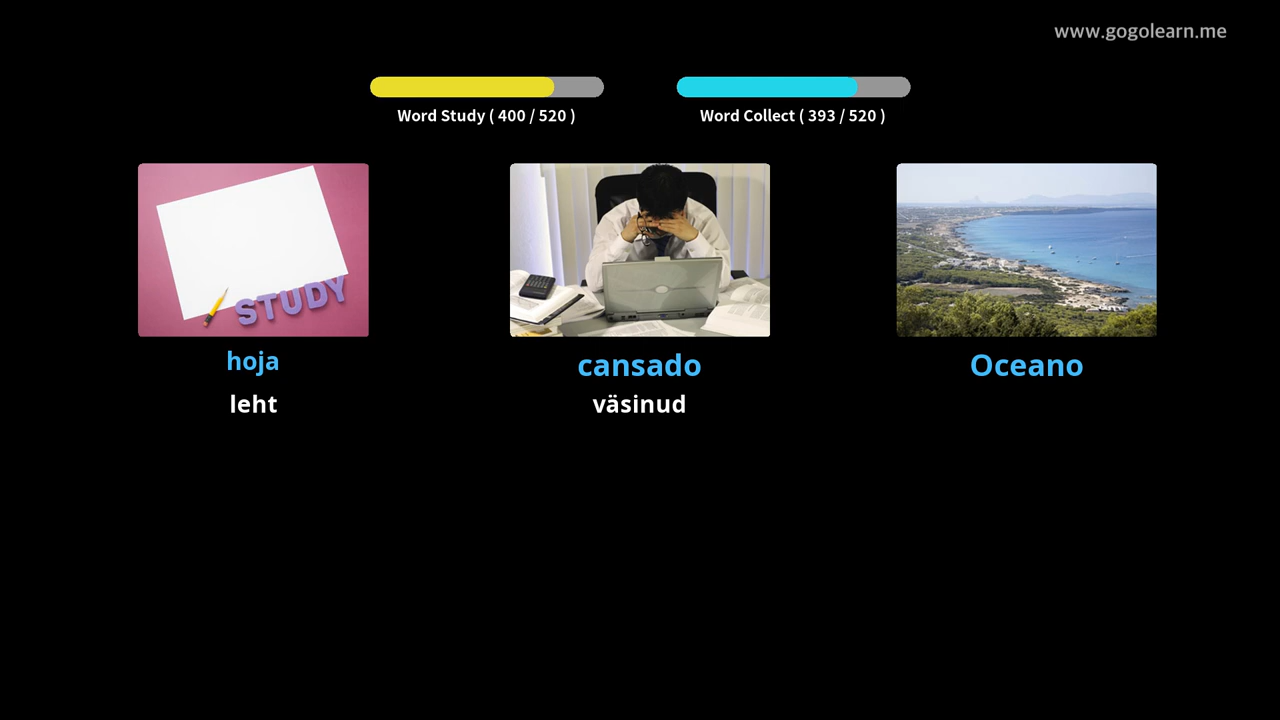 www.gogolearn.me
Word Study ( 400 / 520 )
Word Collect ( 393 / 520 )
STUDY
hoja
cansado
Oceano
leht
väsinud